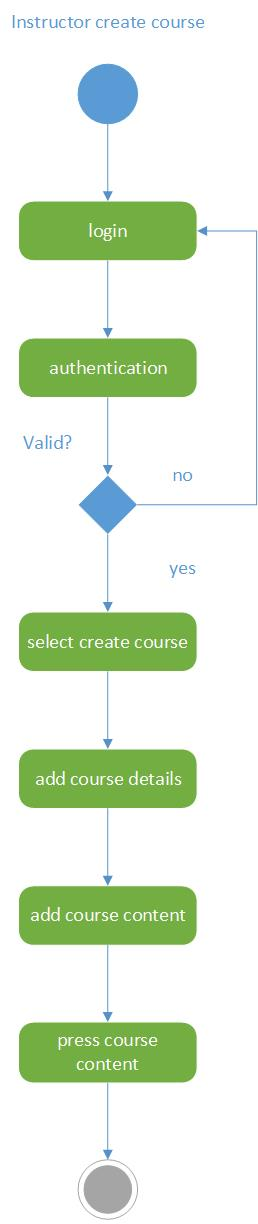 Instructor create course
login
authentication
Valid?
no
yes
select create course
add course details
add course content
press course
content